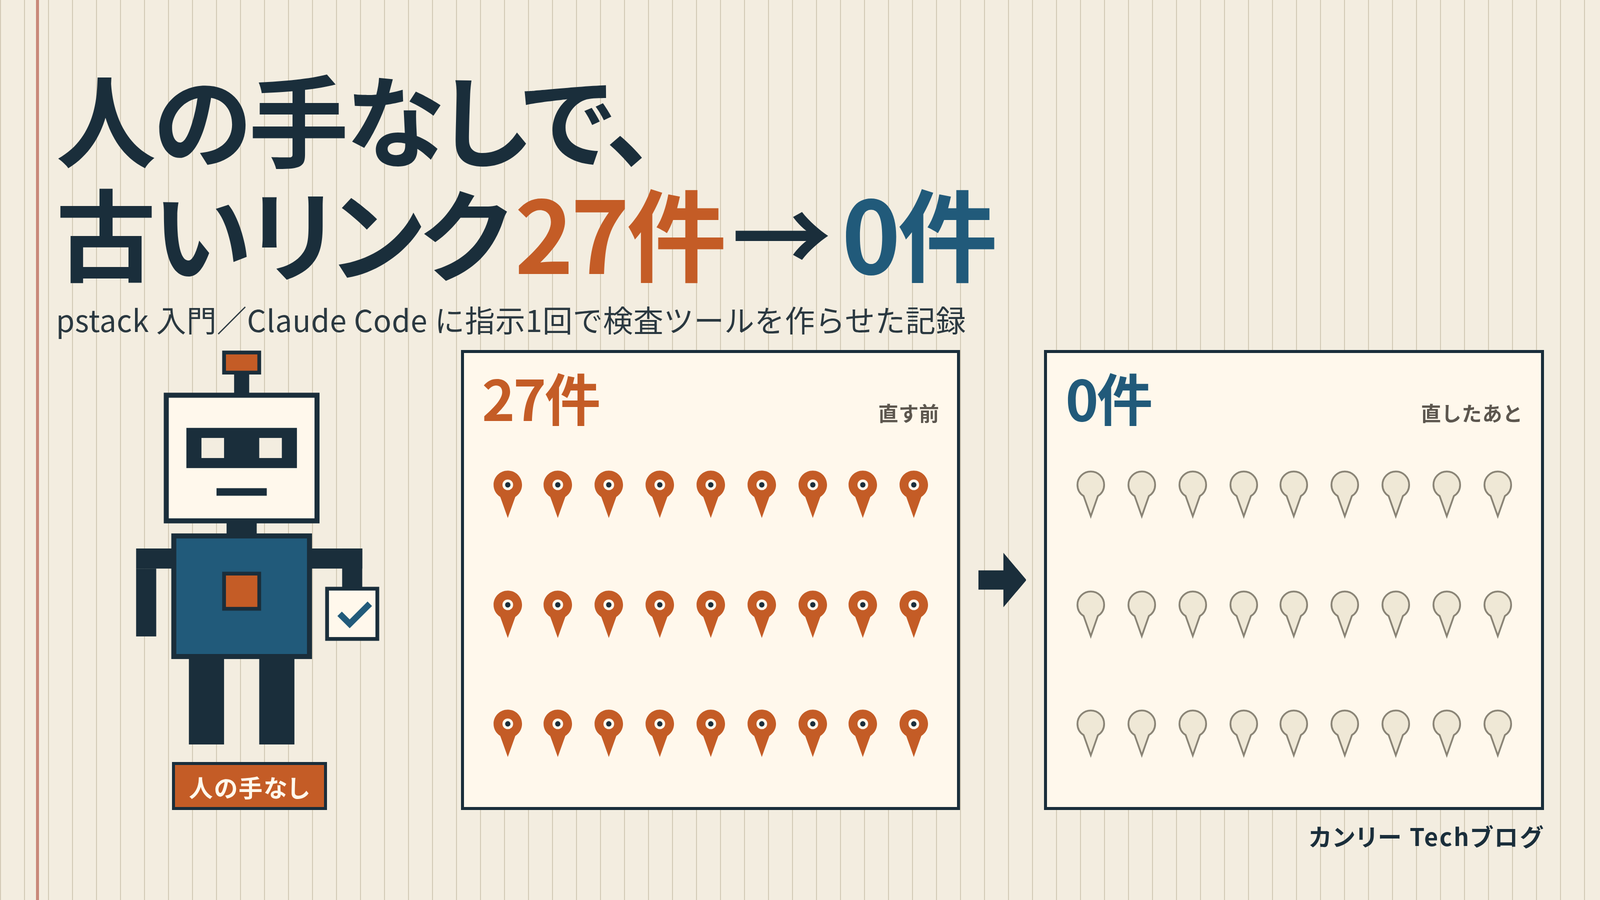 人の手なしで、
古いリンク27件→0件
pstack 入門／Claude Code に指示1回で検査ツールを作らせた記録
27件
直す前
0件
直したあと
人の手なし
カンリー Techブログ